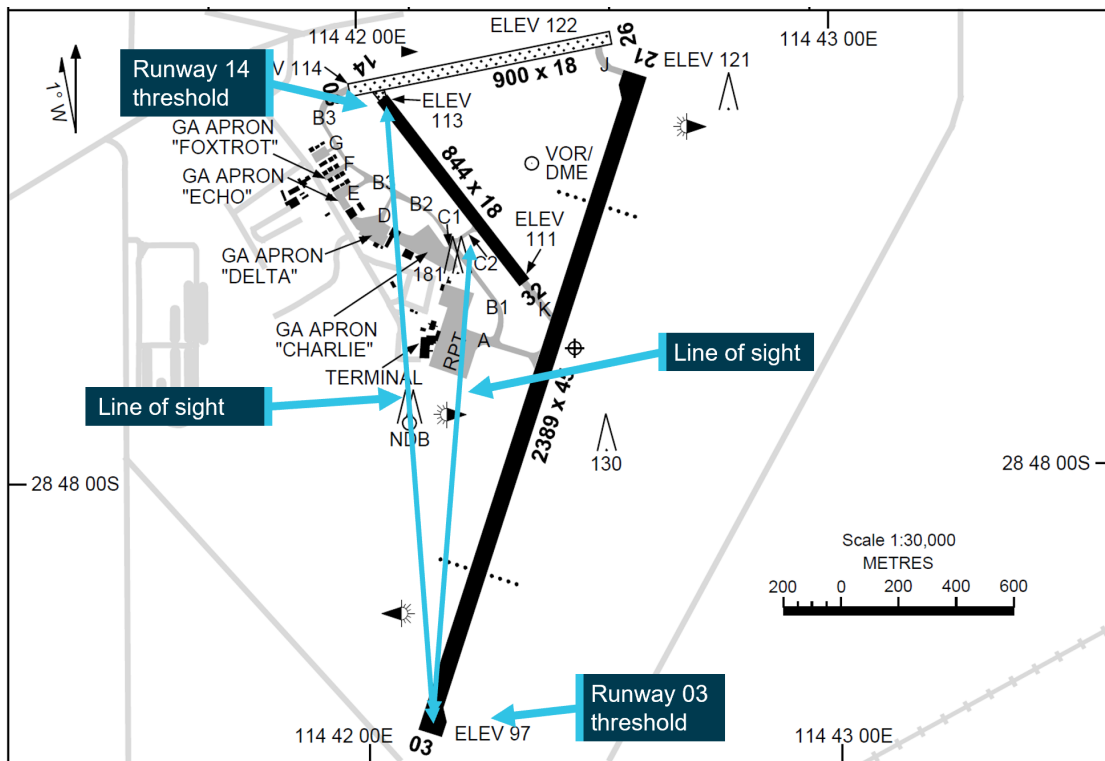 114 42 00E
ELEV 122
114 43 00E
26
21
ELEV 121
1° W
Runway 14
threshold
V 114
14
900 x 18
J
ELEV
113
B3
GA APRON
"FOXTROT"
G
F
GA APRON
"ECHO"
E
B3
844 x 18
VOR/
DME
B2
D
C1
ELEV
111
GA APRON
"DELTA"
181
C2
32
B1
K
GA APRON
"CHARLIE"
RPT
A
TERMINAL
Line of sight
Line of sight
NDB
2389 x 45
130
28 48 00S
28 48 00S
Scale 1:30,000
METRES
200 0 200 400 600
Runway 03
threshold
03
ELEV 97
114 42 00E
114 43 00E